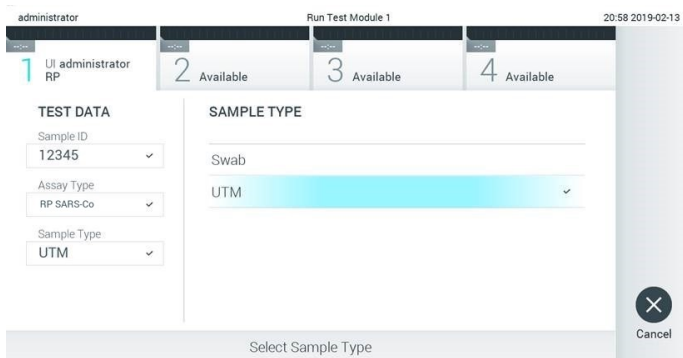 administrator Run Test Module 1 20:58 2019-02-13
--:-- --:-- --:-- --:--
1 UI administrator 2 Available 3 Available 4 Available
RP
TEST DATA
Sample ID
12345
Assay Type
RP SARS-Co
Sample Type
UTM
SAMPLE TYPE
Swab
UTM
Cancel
Select Sample Type